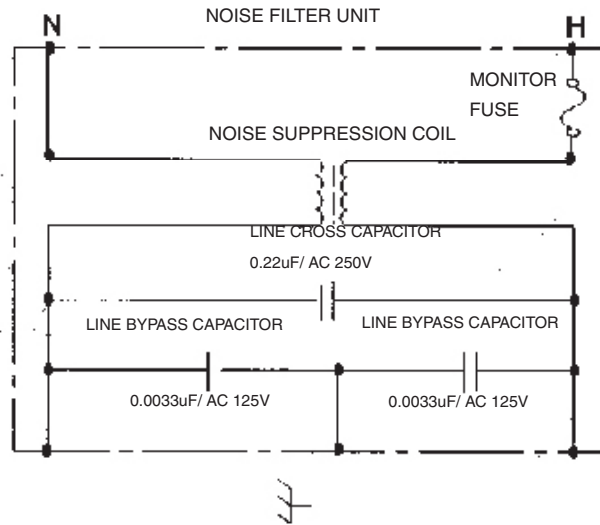 NOISE FILTER UNIT
N
H
MONITOR
FUSE
NOISE SUPPRESSION COIL
LINE CROSS CAPACITOR
0.22uF/ AC 250V
LINE BYPASS CAPACITOR
LINE BYPASS CAPACITOR
0.0033uF/ AC 125V
0.0033uF/ AC 125V